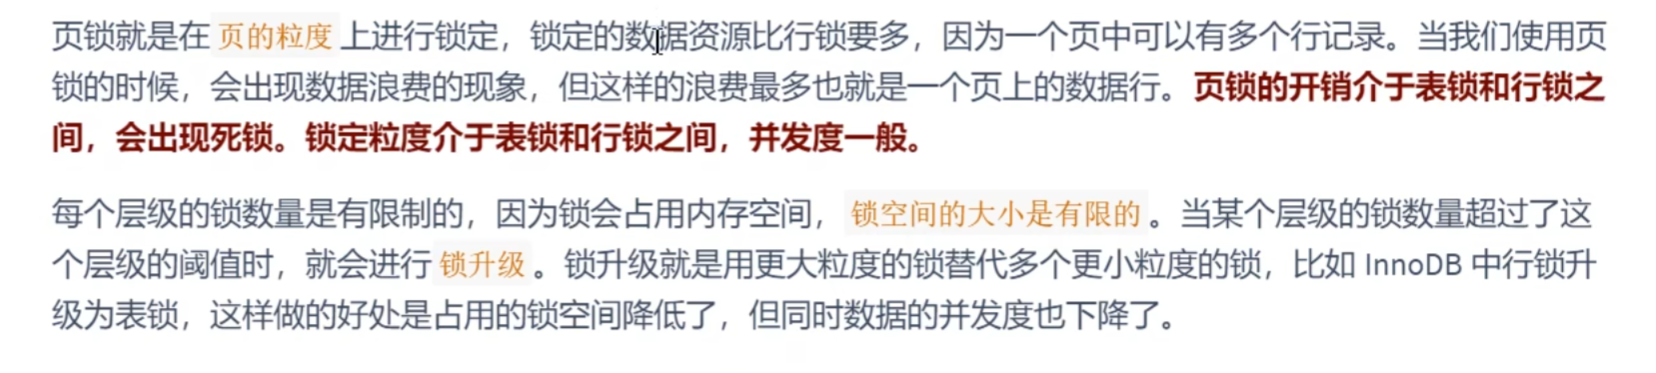 页锁就是在 页的粒度 上进行锁定，锁定的数据资源比行锁要多，因为一个页中可以有多个行记录。当我们使用页
锁的时候，会出现数据浪费的现象，但这样的浪费最多也就是一个页上的数据行。页锁的开销介于表锁和行锁之
间，会出现死锁。锁定粒度介于表锁和行锁之间，并发度一般。
每个层级的锁数量是有限制的，因为锁会占用内存空间， 锁空间的大小是有限的 。当某个层级的锁数量超过了这
个层级的阈值时，就会进行 锁升级 。锁升级就是用更大粒度的锁替代多个更小粒度的锁，比如 InnoDB 中行锁升
级为表锁，这样做的好处是占用的锁空间降低了，但同时数据的并发度也下降了。